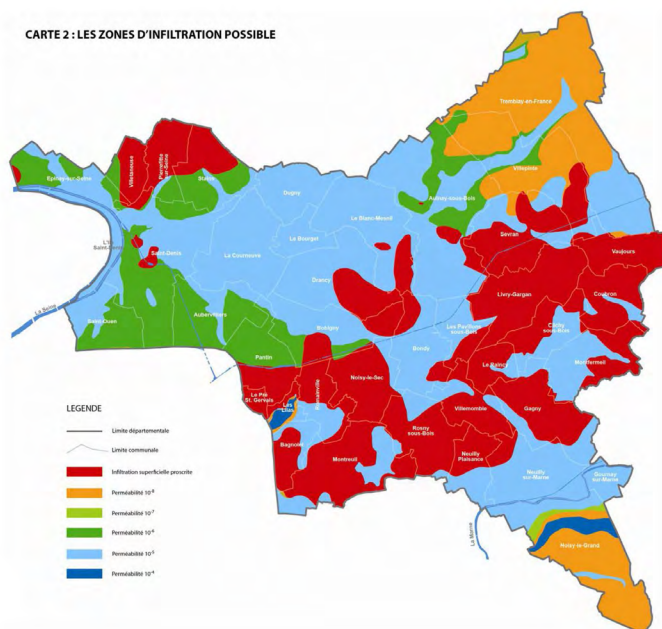 CARTE 2 : LES ZONES D'INFILTRATION POSSIBLE
Tremblay-en-France
Villetaneuse
Pierrefitte
sur-Seine
Villepinte
Epinay-sur-Seine
Stains
Dugny
Aulnay-sous-Bois
Le Blanc-Mesnil
Sevran
L'Ile
Saint-Denis
Saint-Denis
Le Bourget
La Courneuve
Vaujours
Drancy
Livry-Gargan
Coubron
La Seine
Saint-Ouen
Aubervilliers
Bobigny
Les Pavillons
sous-Bois
Clichy
sous-Bois
Pantin
Bondy
Le Raincy
Montfermeil
Noisy-le-Sec
Le Pré
St. Gervais
Les
Lilas
Romainville
Villemomble
Gagny
Rosny
sous-Bois
Bagnolet
Montreuil
Neuilly
Plaisance
Neuilly
sur-Marne
Gournay
sur-Marne
La Marne
Noisy-le-Grand
LEGENDE
Limite départementale
Limite communale
Infiltration superficielle proscrite
Perméabilité 10⁻⁸
Perméabilité 10⁻⁷
Perméabilité 10⁻⁶
Perméabilité 10⁻⁵
Perméabilité 10⁻⁴